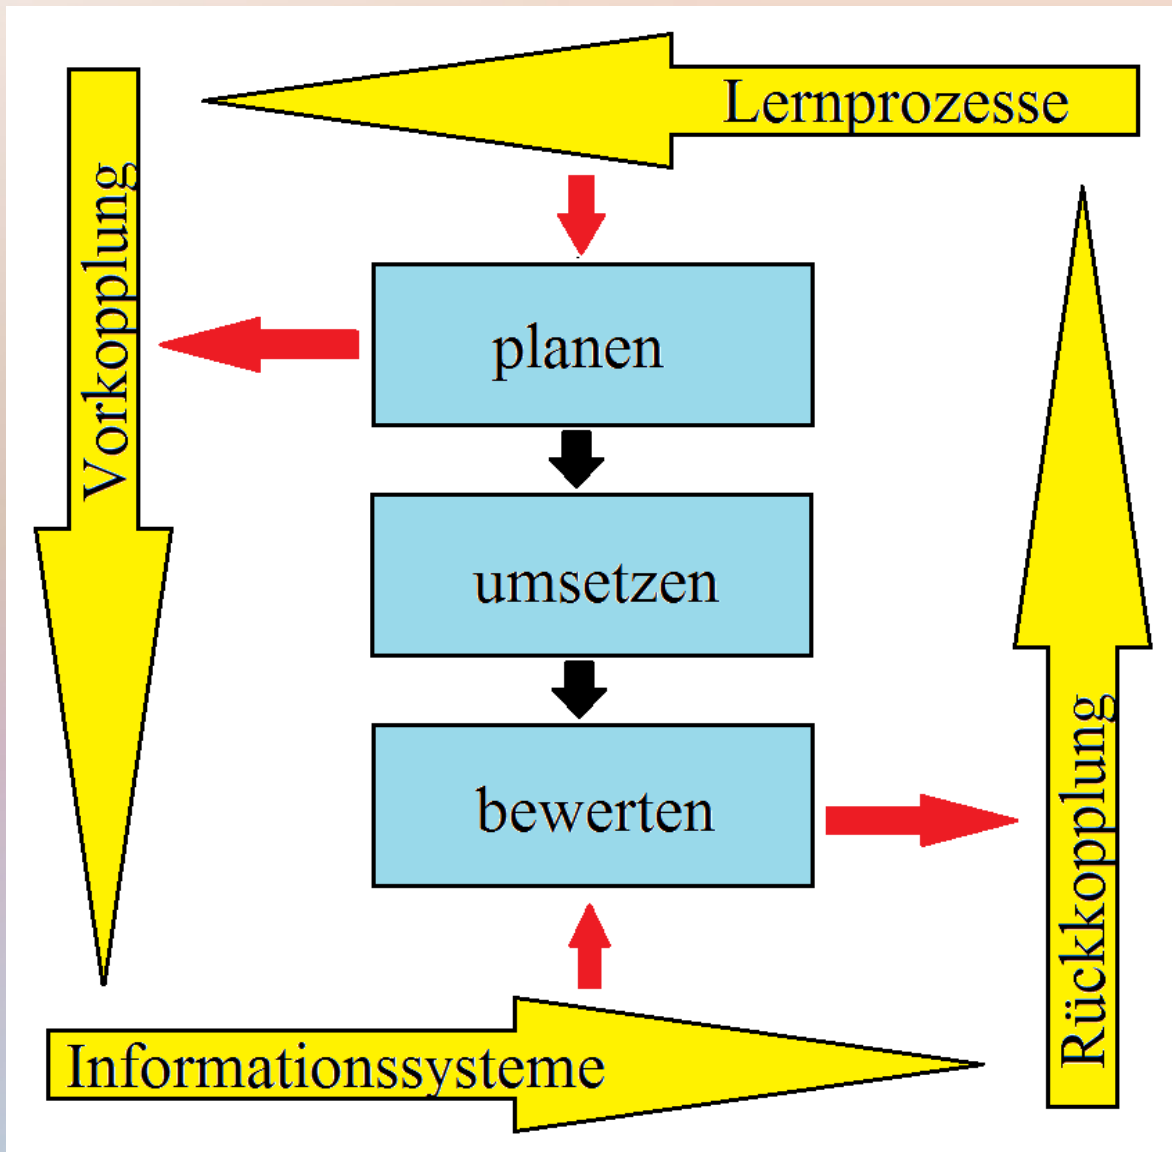 Lernprozesse
Vorkopplung
planen
umsetzen
bewerten
Rückkopplung
Informationssysteme